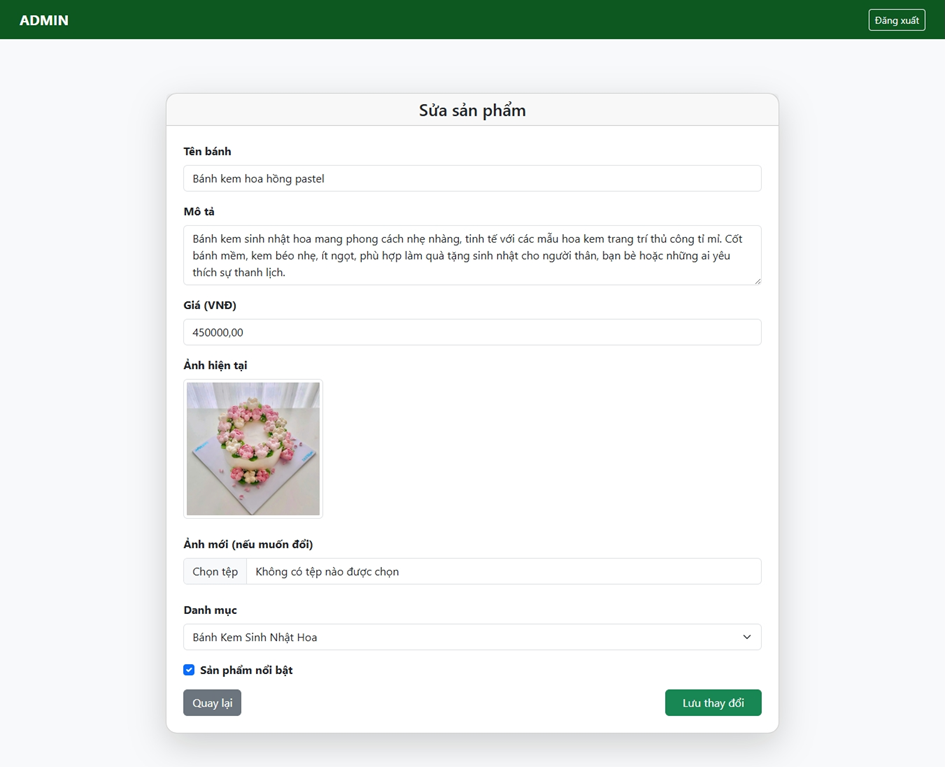 ADMIN
Đăng xuất
Sửa sản phẩm
Tên bánh
Bánh kem hoa hồng pastel
Mô tả
Bánh kem sinh nhật hoa mang phong cách nhẹ nhàng, tinh tế với các mẫu hoa kem trang trí thủ công tỉ mỉ. Cốt
bánh mềm, kem béo nhẹ, ít ngọt, phù hợp làm quà tặng sinh nhật cho người thân, bạn bè hoặc những ai yêu
thích sự thanh lịch.
Giá (VNĐ)
450000,00
Ảnh hiện tại
Ảnh mới (nếu muốn đổi)
Chọn tệp Không có tệp nào được chọn
Danh mục
Bánh Kem Sinh Nhật Hoa
Sản phẩm nổi bật
Quay lại
Lưu thay đổi